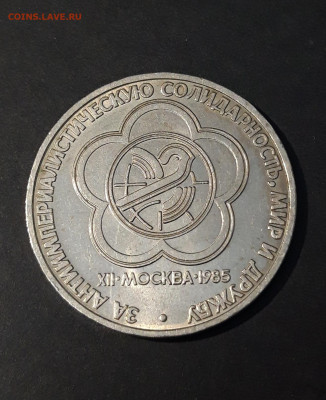 COINS.LAVE.RU
ЗА АНТИИМПЕРИАЛИСТИЧЕСКУЮ СОЛИДАРНОСТЬ, МИР И ДРУЖБУ
XII·МОСКВА·1985